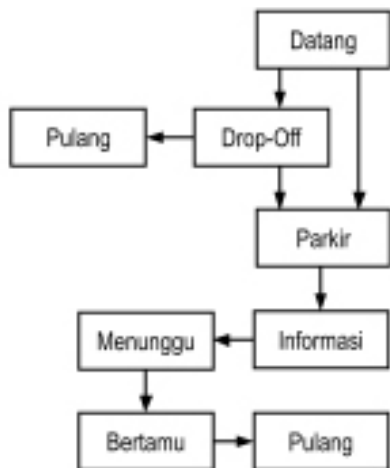 Datang
Pulang
Drop-Off
Parkir
Menunggu
Informasi
Bertamu
Pulang